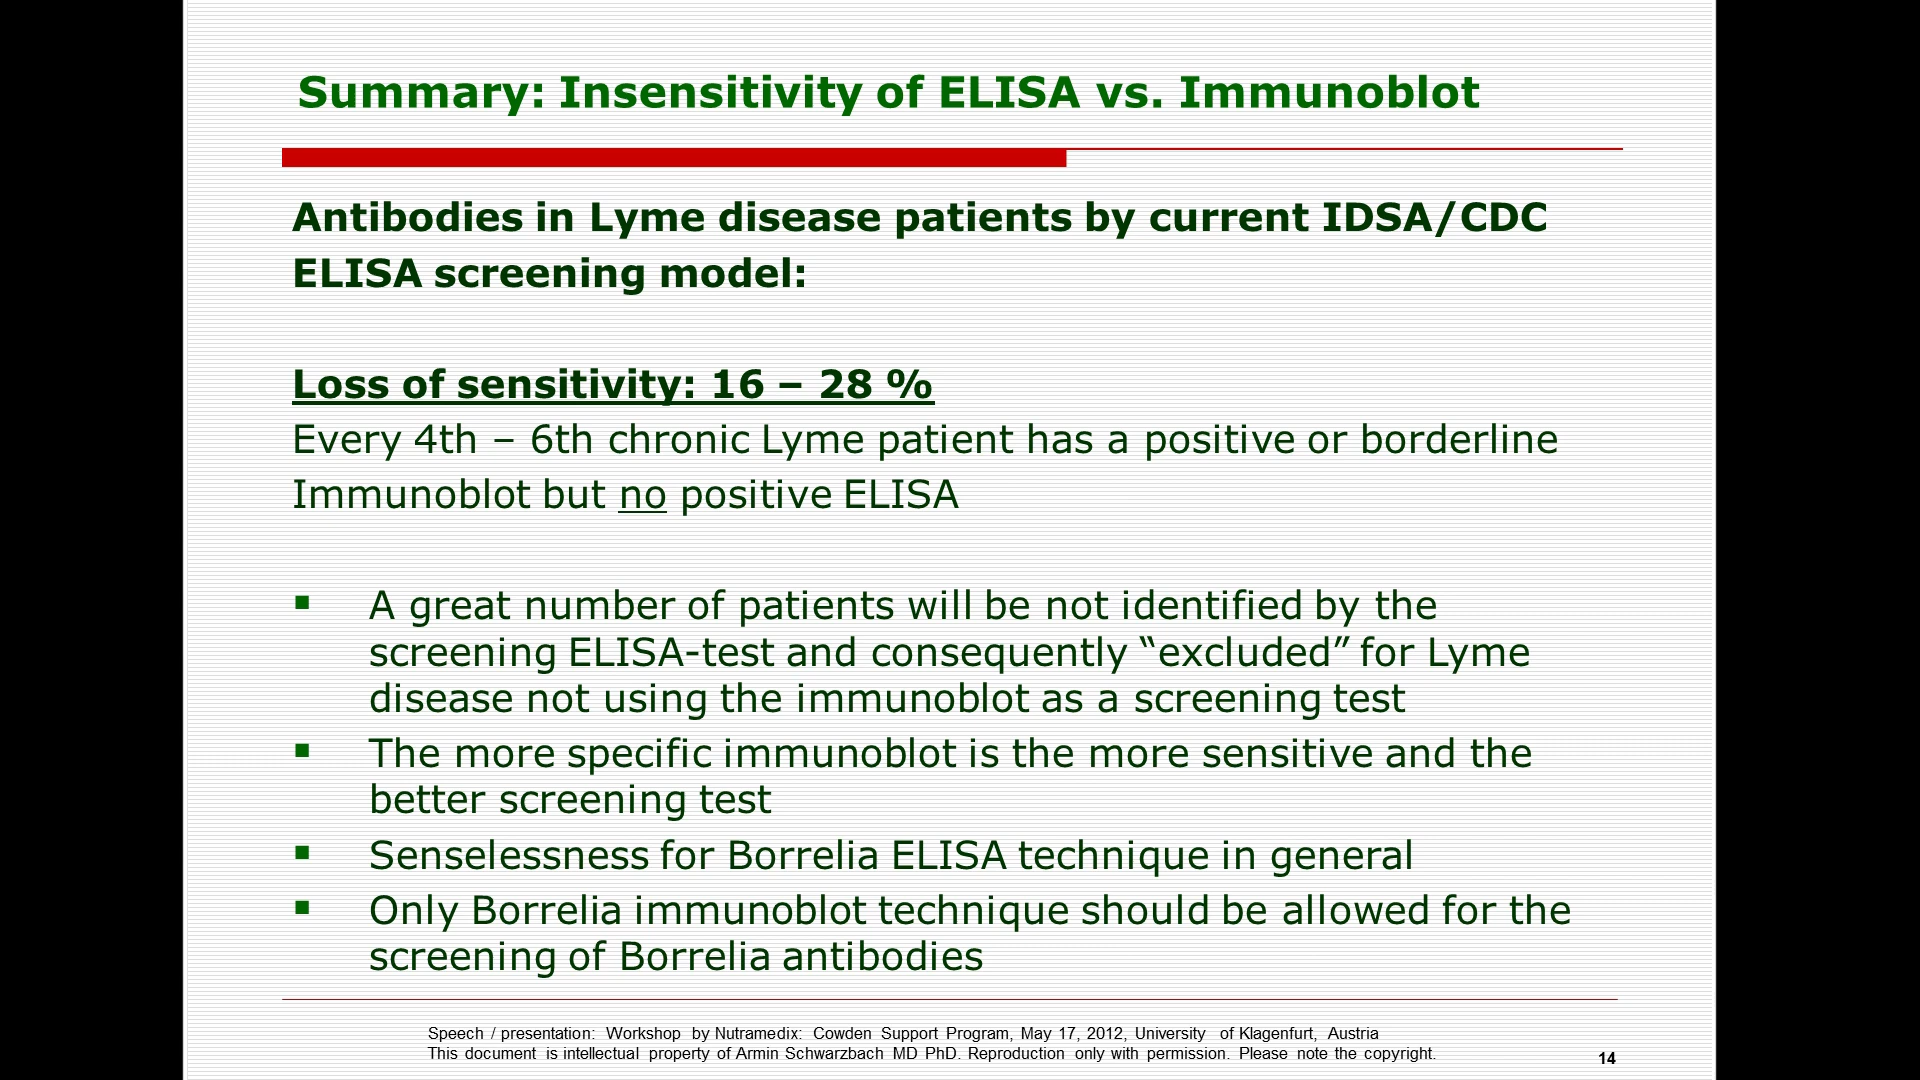 Summary: Insensitivity of ELISA vs. Immunoblot
Antibodies in Lyme disease patients by current IDSA/CDC
ELISA screening model:
Loss of sensitivity: 16 – 28 %
Every 4th – 6th chronic Lyme patient has a positive or borderline
Immunoblot but no positive ELISA
▪ A great number of patients will be not identified by the
screening ELISA-test and consequently “excluded” for Lyme
disease not using the immunoblot as a screening test
▪ The more specific immunoblot is the more sensitive and the
better screening test
▪ Senselessness for Borrelia ELISA technique in general
▪ Only Borrelia immunoblot technique should be allowed for the
screening of Borrelia antibodies
Speech / presentation: Workshop by Nutramedix: Cowden Support Program, May 17, 2012, University of Klagenfurt, Austria
This document is intellectual property of Armin Schwarzbach MD PhD. Reproduction only with permission. Please note the copyright.
14